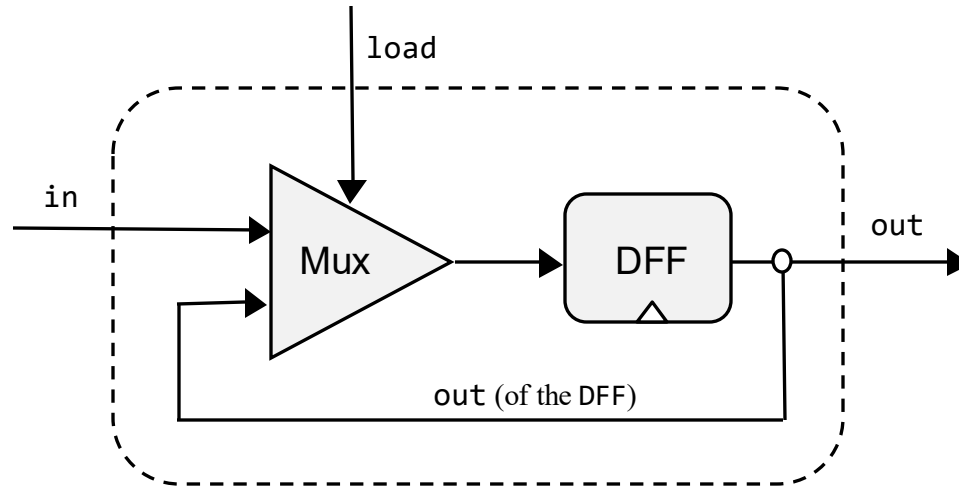 load
in
Mux
DFF
out
out (of the DFF)